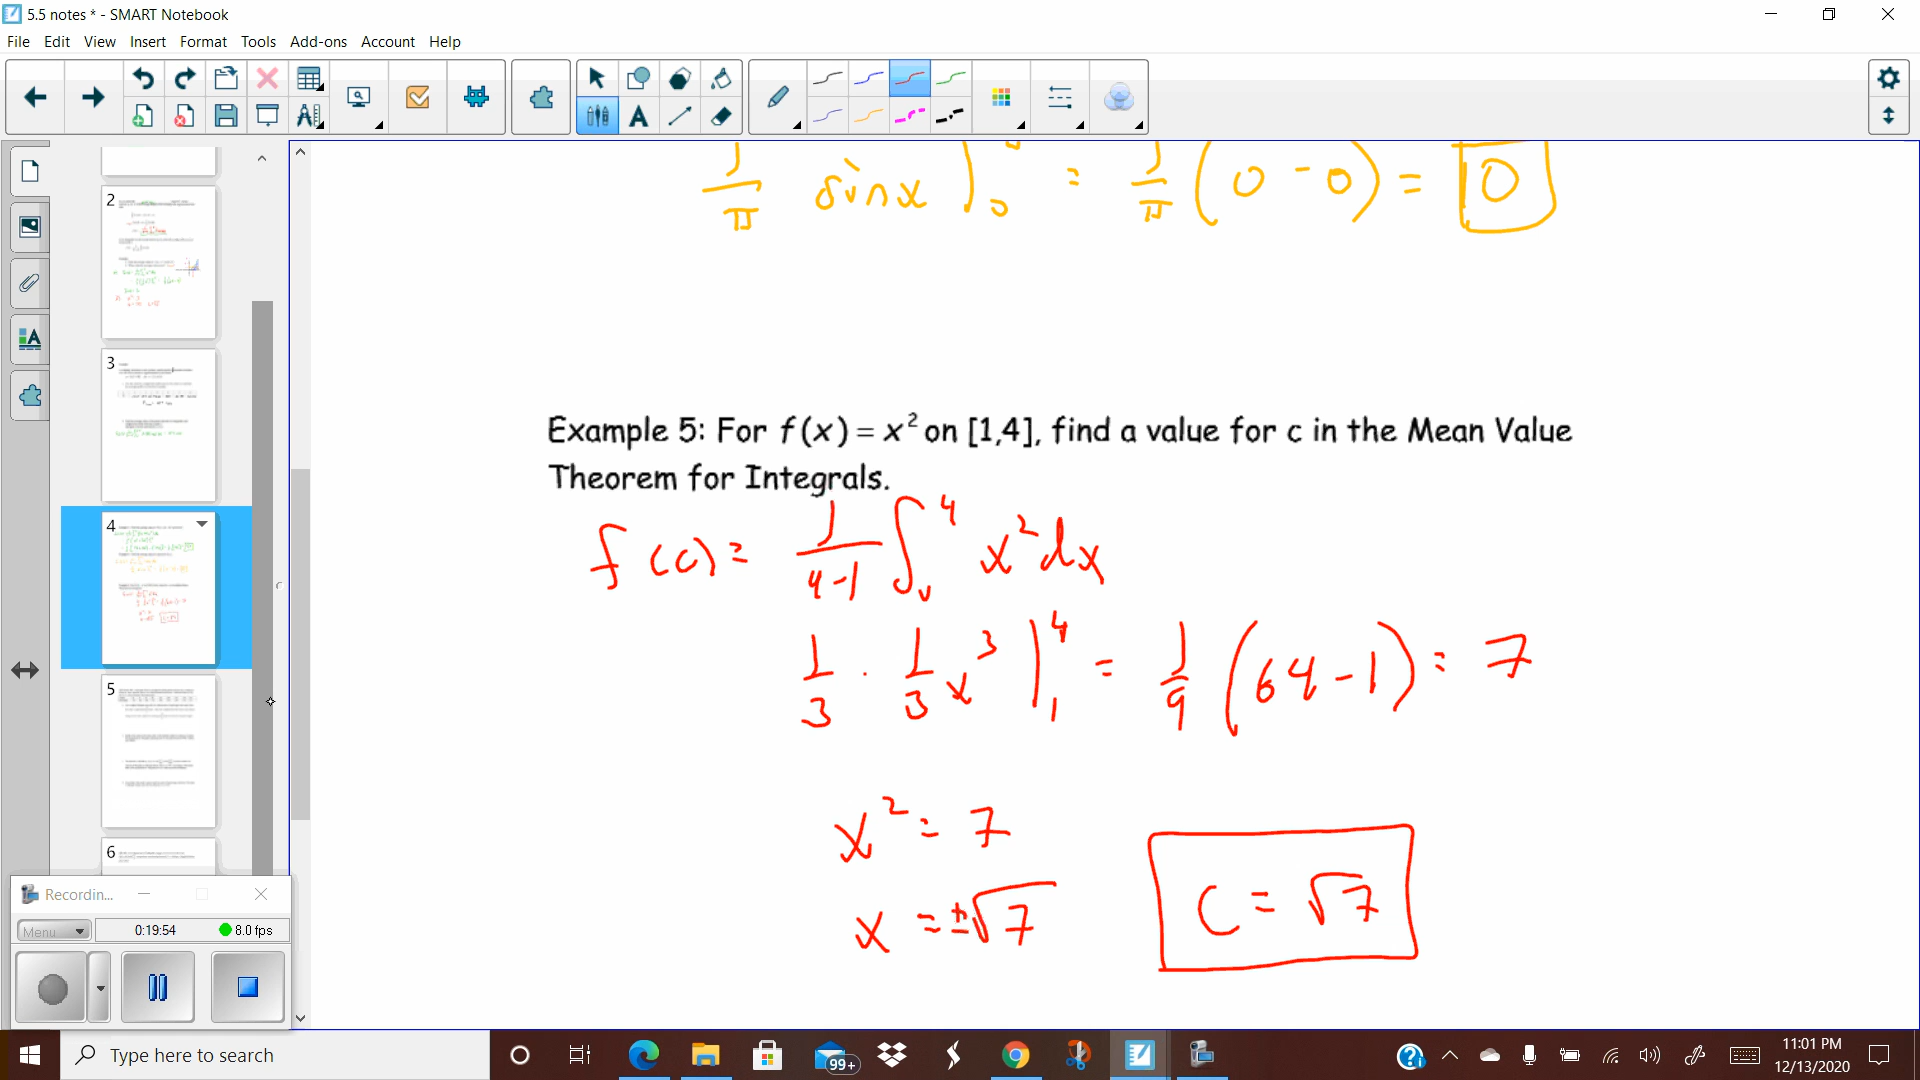 5.5 notes * - SMART Notebook
File Edit View Insert Format Tools Add-ons Account Help
1/π sin x |₀ = 1/π (0 - 0) = 0
Example 5: For f(x) = x² on [1,4], find a value for c in the Mean Value
Theorem for Integrals.
f(c) = 1/(4-1) ∫₁⁴ x² dx
1/3 · 1/3 x³ |₁⁴ = 1/9 (64 - 1) = 7
x² = 7
x = ±√7
c = √7
2
3
4
5
6
Recordin...
Menu 0:19:54 8.0 fps
Type here to search
99+
11:01 PM
12/13/2020